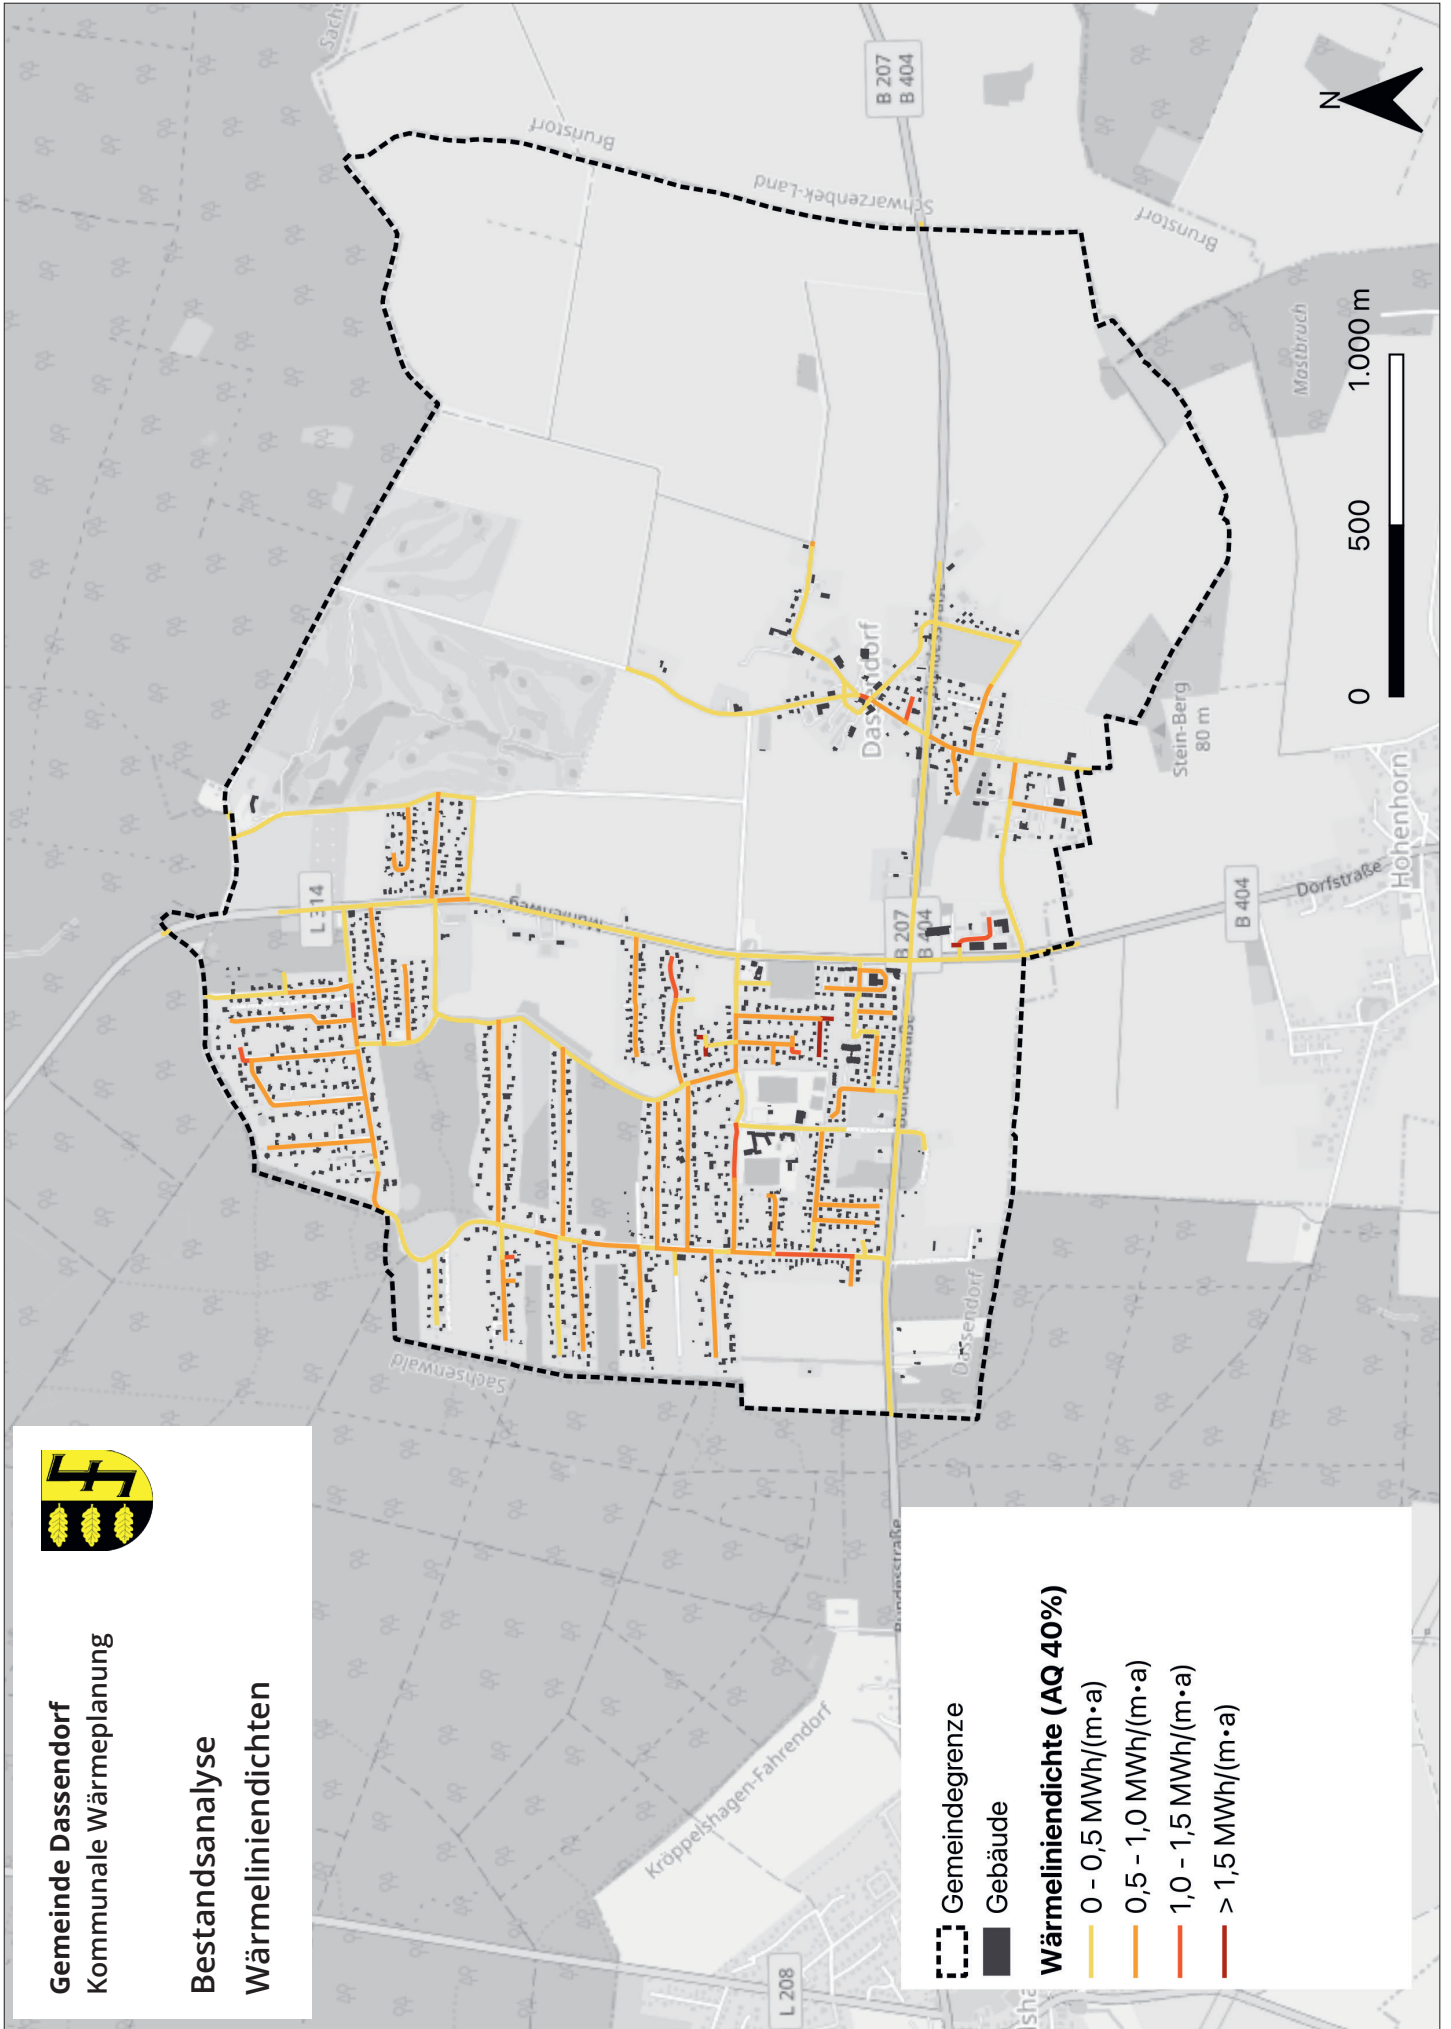 Gemeinde Dassendorf
Kommunale Wärmeplanung
Bestandsanalyse
Wärmeliniendichten
Gemeindegrenze
Gebäude
Wärmeliniendichte (AQ 40%)
0 - 0,5 MWh/(m•a)
0,5 - 1,0 MWh/(m•a)
1,0 - 1,5 MWh/(m•a)
> 1,5 MWh/(m•a)
N
0
500
1.000 m
L 208
Kröppelshagen-Fahrendorf
Bundesstraße
Sachsenwald
Dassendorf
Bundesstraße
L 314
Mühlenweg
B 207
B 404
B 404
Dorfstraße
Hohenhorn
Stein-Berg
80 m
Dassendorf
Mastbruch
Brunstorf
Schwarzenbek-Land
Brunstorf
B 207
B 404